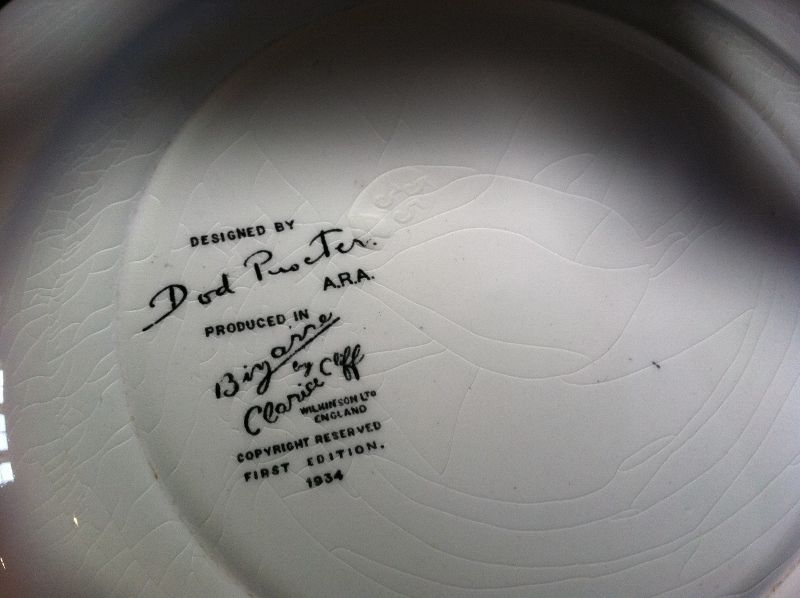 DESIGNED BY
Dod Procter.
A.R.A.
PRODUCED IN
Bizarre
by
Clarice Cliff
WILKINSON LTD
ENGLAND
COPYRIGHT RESERVED
FIRST EDITION.
1934